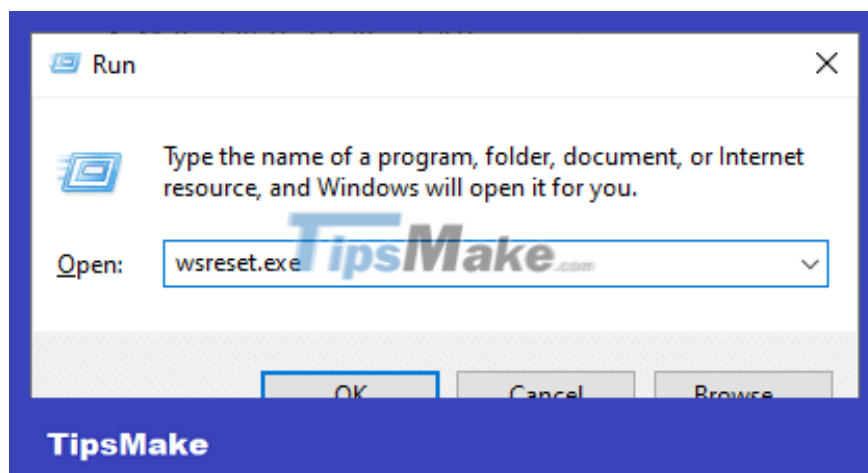 Run
Type the name of a program, folder, document, or Internet
resource, and Windows will open it for you.
TipsMake.com
Open: wsreset.exe
OK Cancel Browse...
TipsMake